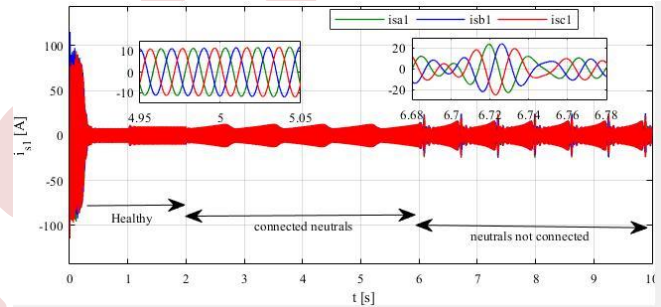 isa1 isb1 isc1
100
50
0
-50
-100
i_s1 [A]
10
0
-10
4.95 5 5.05
20
0
-20
6.68 6.7 6.72 6.74 6.76 6.78
Healthy
connected neutrals
neutrals not connected
0 1 2 3 4 5 6 7 8 9 10
t [s]